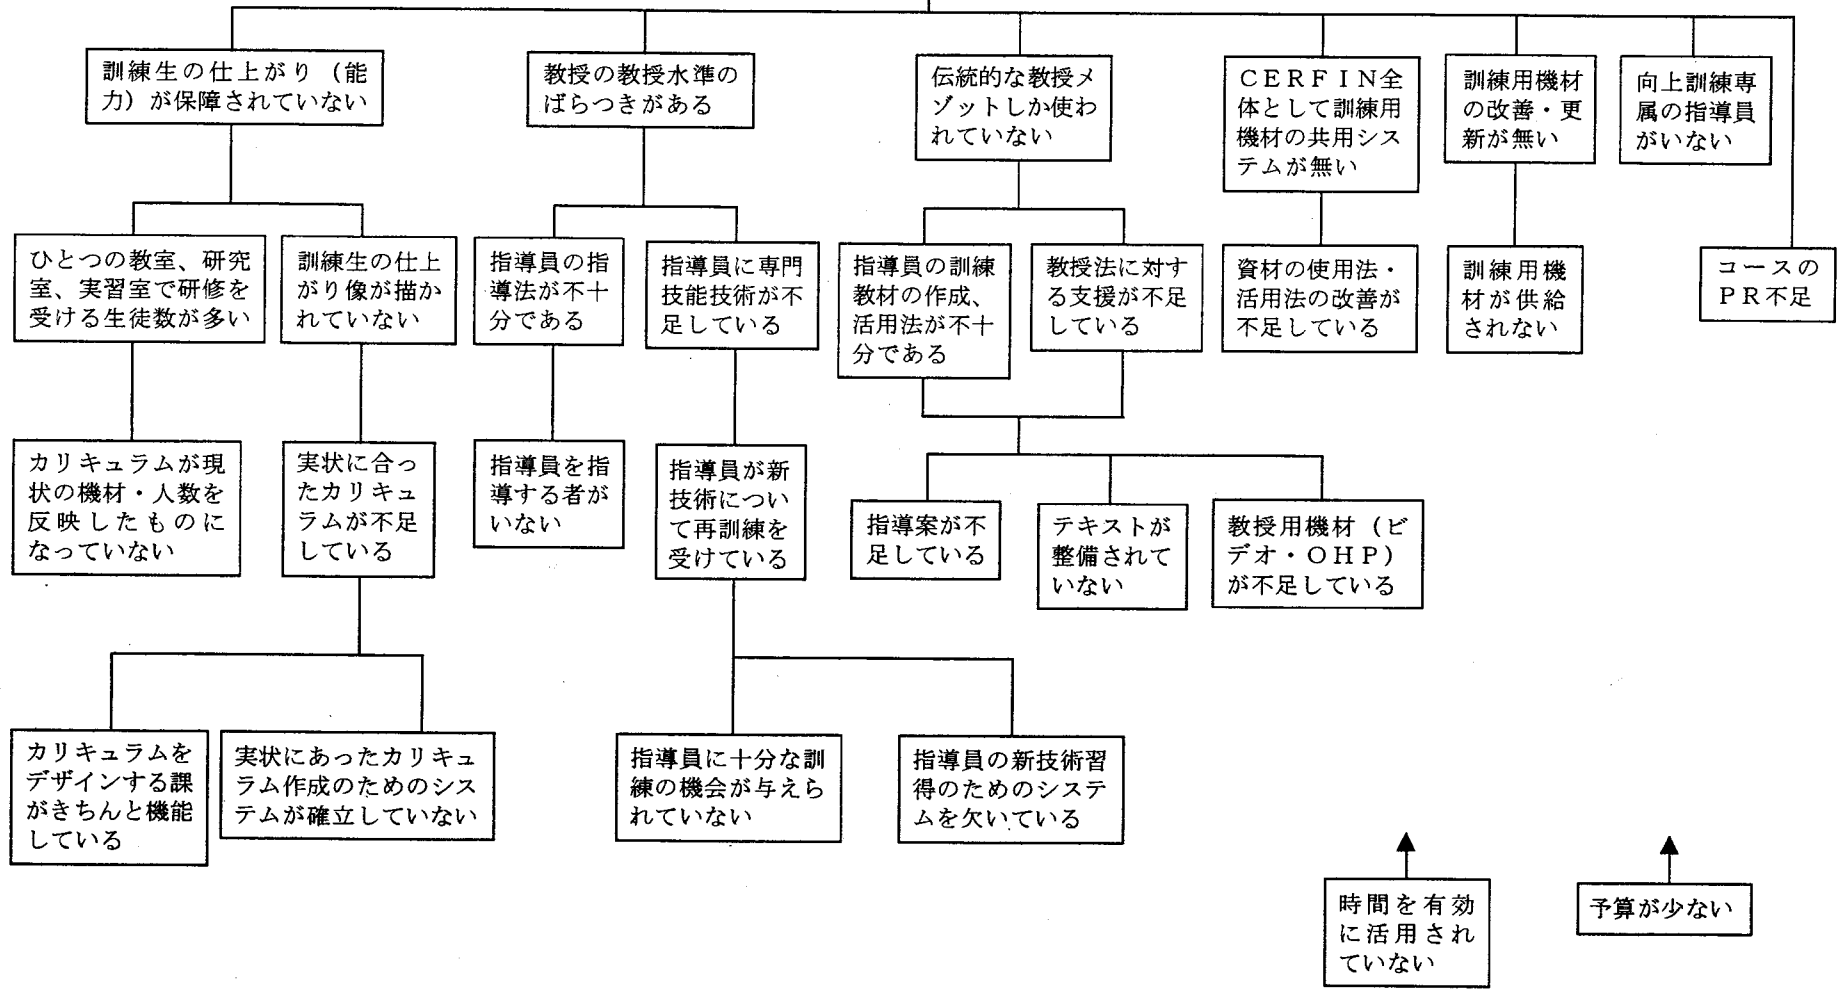 訓練生の仕上がり（能
力）が保障されていない
教授の教授水準の
ばらつきがある
伝統的な教授メ
ゾットしか使わ
れていない
ＣＥＲＦＩＮ全
体として訓練用
機材の共用シス
テムが無い
訓練用機材
の改善・更
新が無い
向上訓練専
属の指導員
がいない
ひとつの教室、研究
室、実習室で研修を
受ける生徒数が多い
訓練生の仕上
がり像が描か
れていない
指導員の指
導法が不十
分である
指導員に専門
技能技術が不
足している
指導員の訓練
教材の作成、
活用法が不十
分である
教授法に対す
る支援が不足
している
資材の使用法・
活用法の改善が
不足している
訓練用機
材が供給
されない
コースの
ＰＲ不足
カリキュラムが現
状の機材・人数を
反映したものに
なっていない
実状に合っ
たカリキュ
ラムが不足
している
指導員を指
導する者が
いない
指導員が新
技術につい
て再訓練を
受けている
指導案が不
足している
テキストが
整備されて
いない
教授用機材（ビ
デオ・ＯＨＰ）
が不足している
カリキュラムを
デザインする課
がきちんと機能
している
実状にあったカリキュ
ラム作成のためのシス
テムが確立していない
指導員に十分な訓
練の機会が与えら
れていない
指導員の新技術習
得のためのシステ
ムを欠いている
時間を有効
に活用され
ていない
予算が少ない